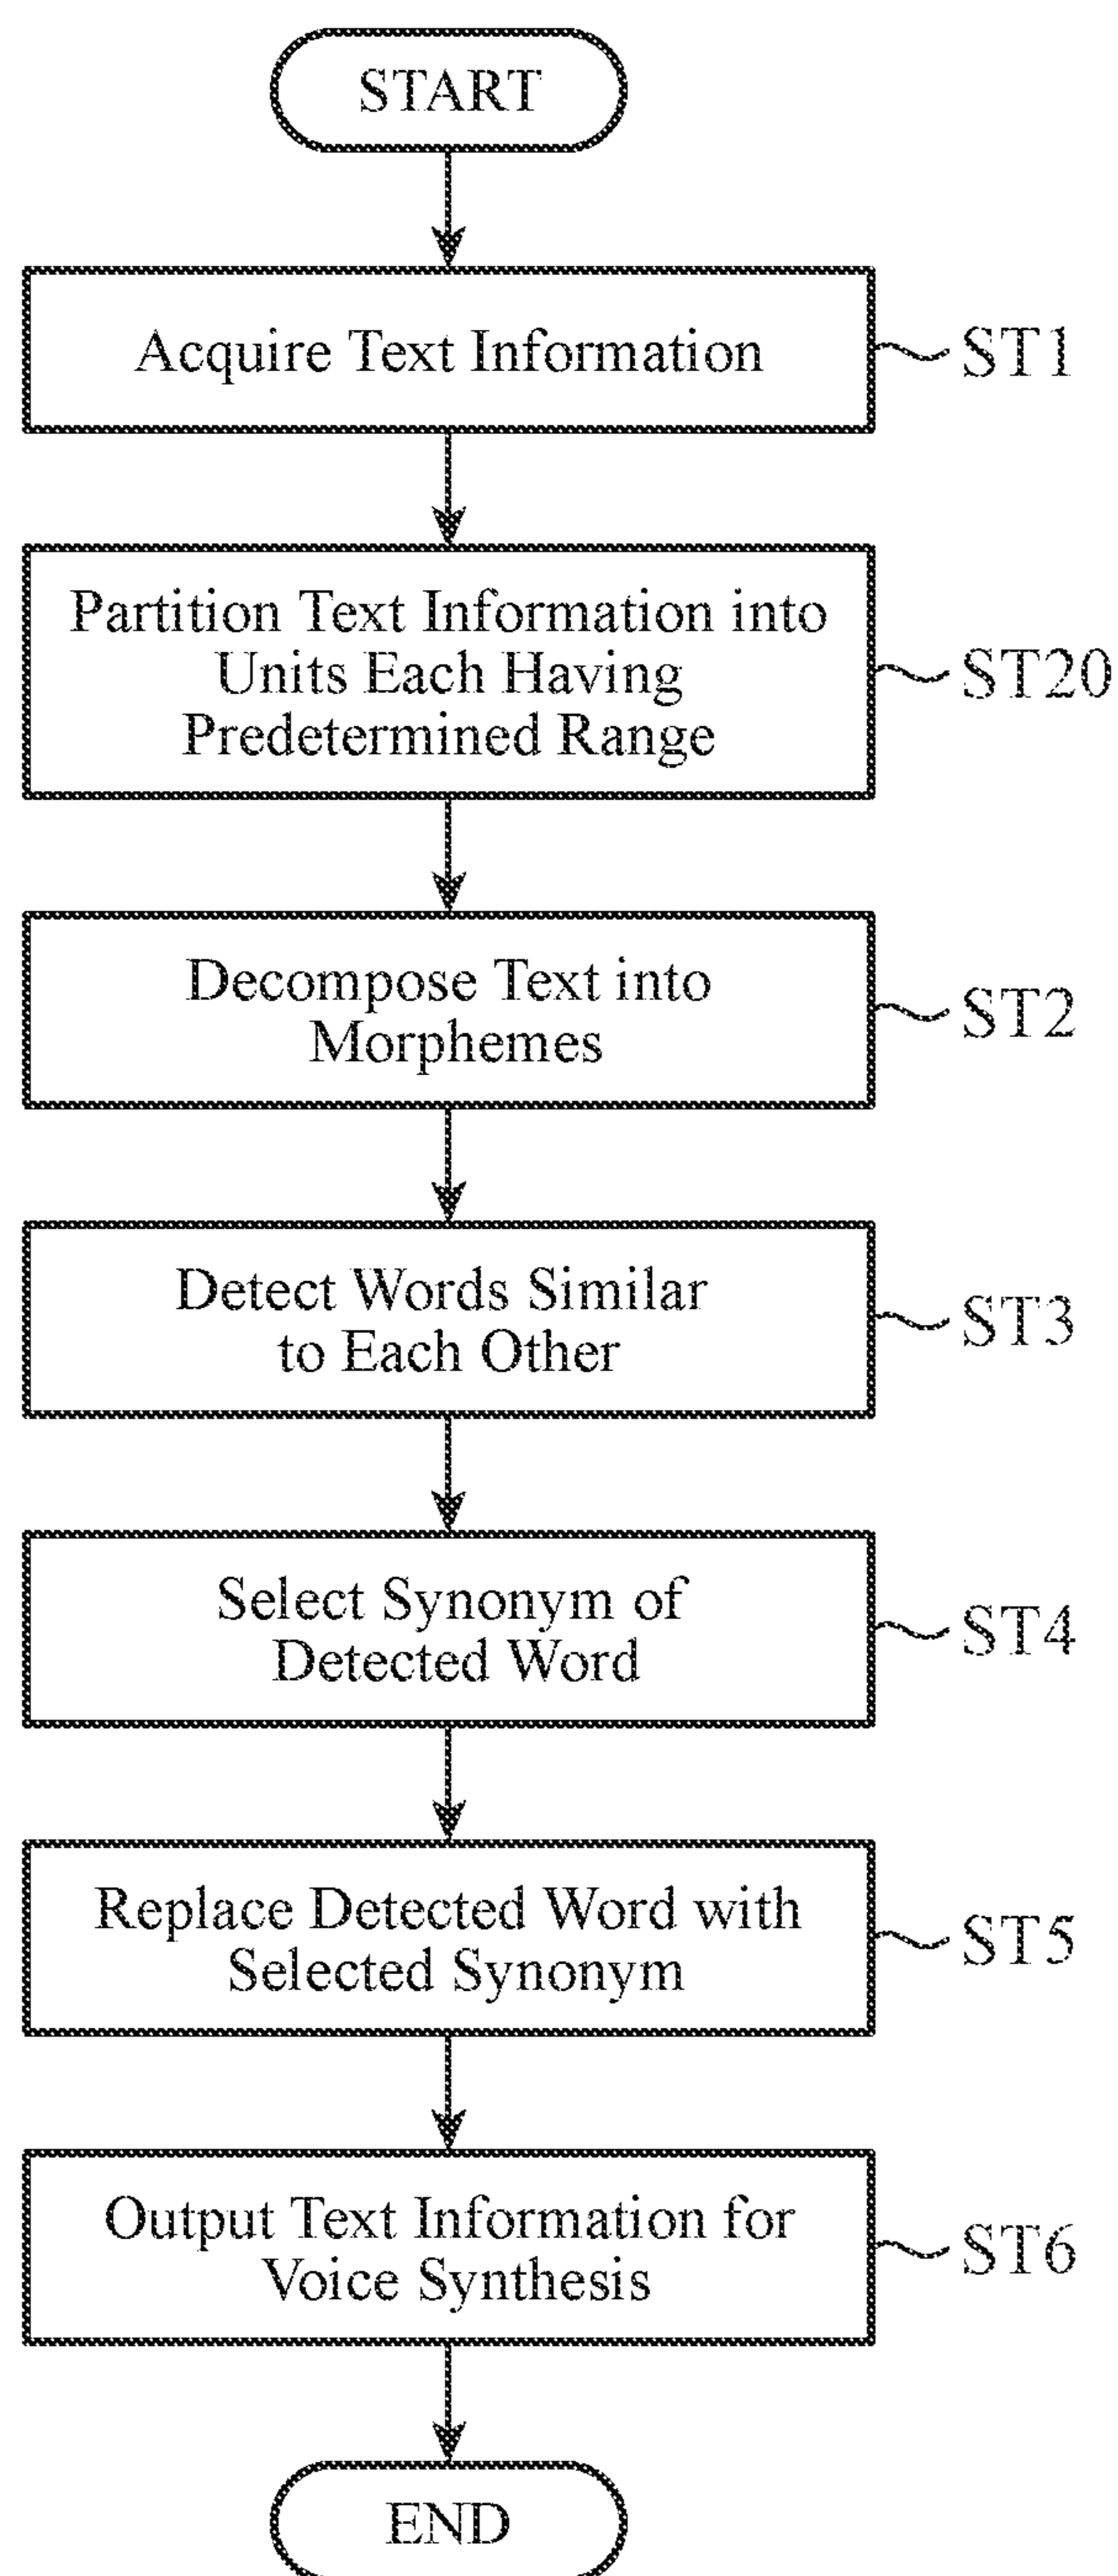 START
Acquire Text Information
ST1
Partition Text Information into
Units Each Having
Predetermined Range
ST20
Decompose Text into
Morphemes
ST2
Detect Words Similar
to Each Other
ST3
Select Synonym of
Detected Word
ST4
Replace Detected Word with
Selected Synonym
ST5
Output Text Information for
Voice Synthesis
ST6
END